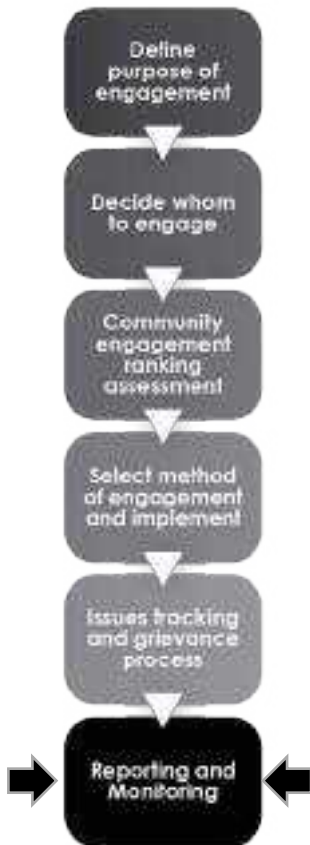 Define
purpose of
engagement
Decide whom
to engage
Community
engagement
ranking
assessment
Select method
of engagement
and implement
Issues tracking
and grievance
process
Reporting and
Monitoring